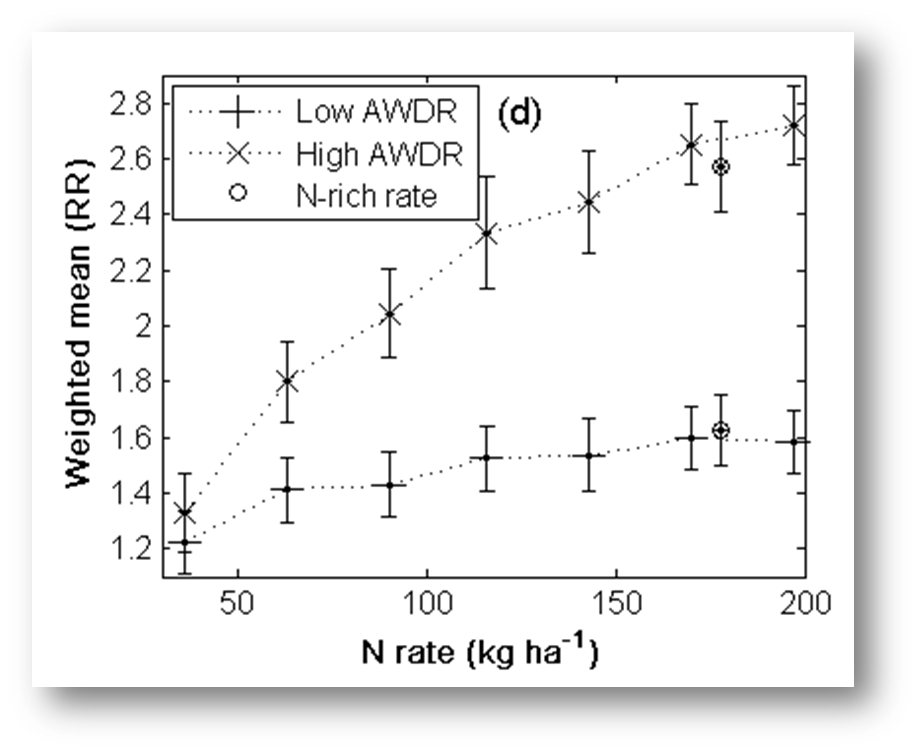 (d)
Low AWDR
High AWDR
N-rich rate
2.8
2.6
2.4
2.2
2
1.8
1.6
1.4
1.2
Weighted mean (RR)
50 100 150 200
N rate (kg ha⁻¹)